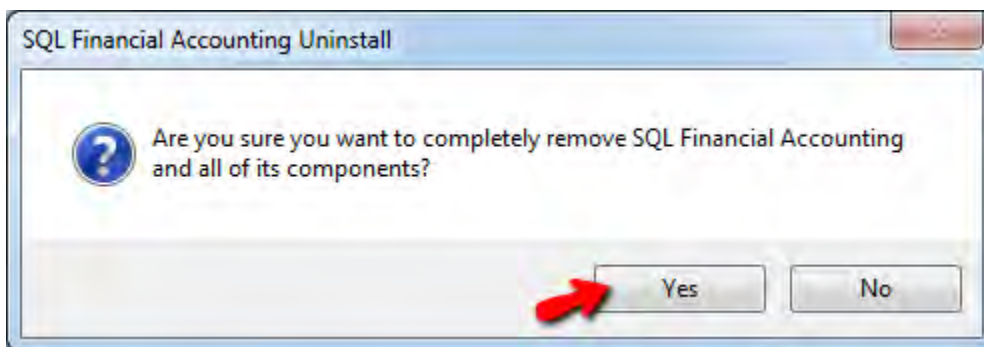 SQL Financial Accounting Uninstall
Are you sure you want to completely remove SQL Financial Accounting
and all of its components?
Yes No